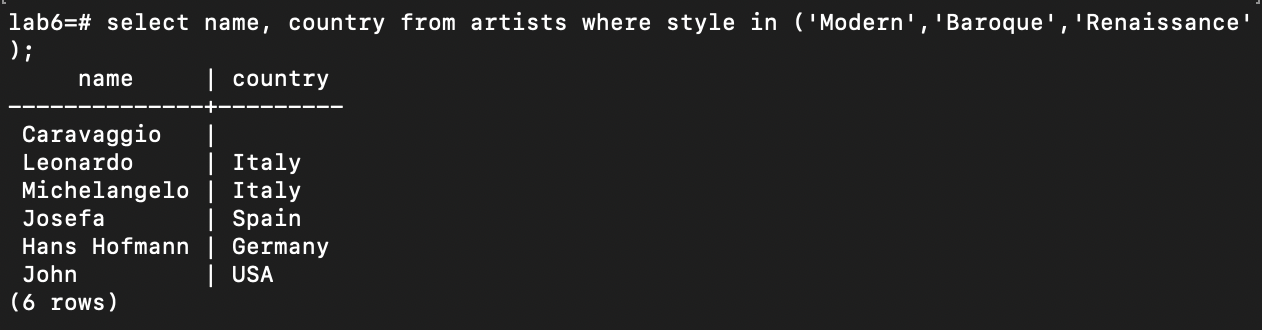 lab6=# select name, country from artists where style in ('Modern','Baroque','Renaissance'
);
     name     | country
--------------+---------
 Caravaggio   |
 Leonardo     | Italy
 Michelangelo | Italy
 Josefa       | Spain
 Hans Hofmann | Germany
 John         | USA
(6 rows)